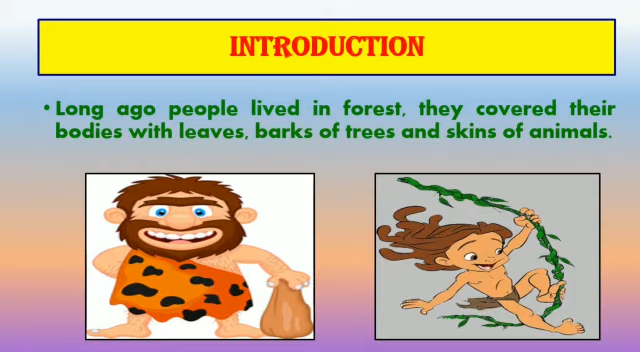 INTRODUCTION
• Long ago people lived in forest, they covered their
bodies with leaves, barks of trees and skins of animals.